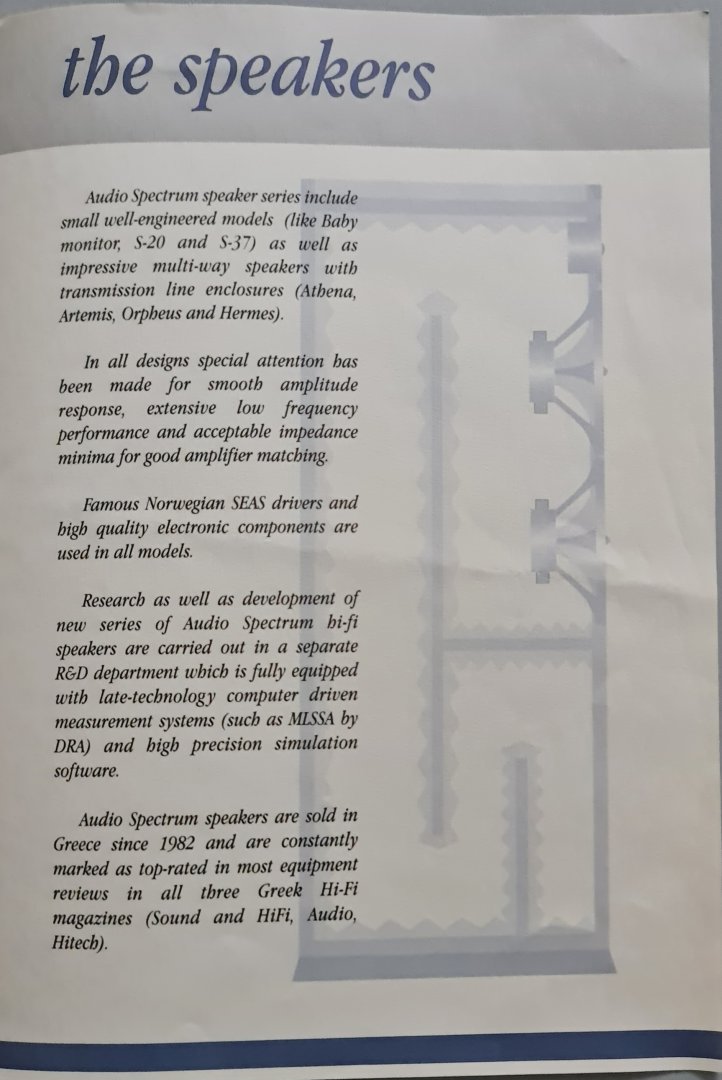 the speakers
Audio Spectrum speaker series include
small well-engineered models (like Baby
monitor, S-20 and S-37) as well as
impressive multi-way speakers with
transmission line enclosures (Athena,
Artemis, Orpheus and Hermes).
In all designs special attention has
been made for smooth amplitude
response, extensive low frequency
performance and acceptable impedance
minima for good amplifier matching.
Famous Norwegian SEAS drivers and
high quality electronic components are
used in all models.
Research as well as development of
new series of Audio Spectrum hi-fi
speakers are carried out in a separate
R&D department which is fully equipped
with late-technology computer driven
measurement systems (such as MLSSA by
DRA) and high precision simulation
software.
Audio Spectrum speakers are sold in
Greece since 1982 and are constantly
marked as top-rated in most equipment
reviews in all three Greek Hi-Fi
magazines (Sound and HiFi, Audio,
Hitech).